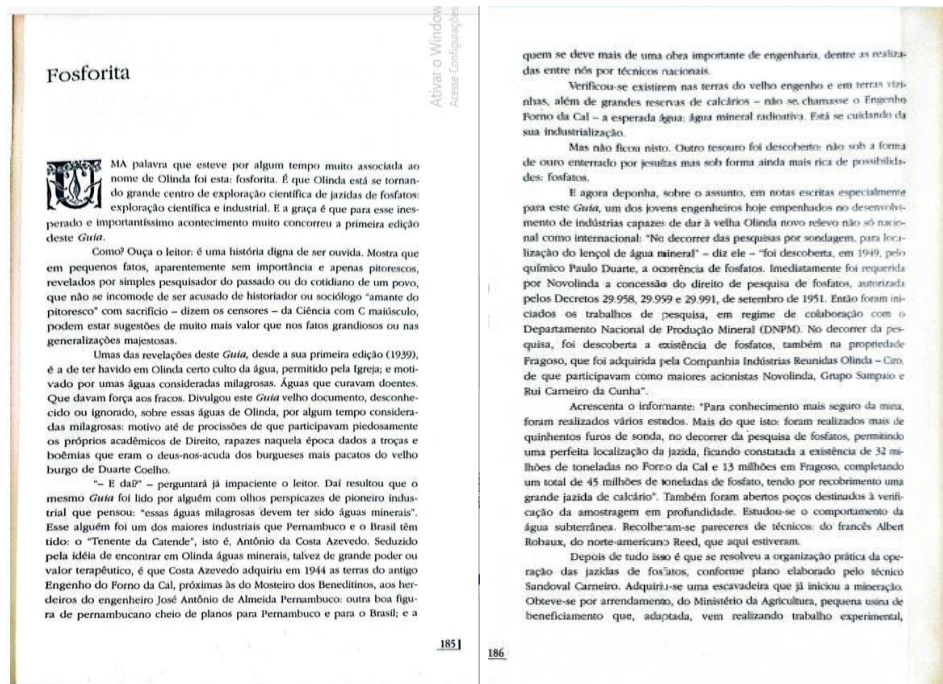 Fosforita
UMA palavra que esteve por algum tempo muito associada ao
nome de Olinda foi esta: fosforita. É que Olinda está se tornan-
do grande centro de exploração científica de jazidas de fosfatos:
exploração científica e industrial. E a graça é que para esse ines-
perado e importantíssimo acontecimento muito concorreu a primeira edição
deste Guia.
Como? Ouça o leitor: é uma história digna de ser ouvida. Mostra que
em pequenos fatos, aparentemente sem importância e apenas pitorescos,
revelados por simples pesquisador do passado ou do cotidiano de um povo,
que não se incomode de ser acusado de historiador ou sociólogo "amante do
pitoresco" com sacrifício – dizem os censores – da Ciência com C maiúsculo,
podem estar sugestões de muito mais valor que nos fatos grandiosos ou nas
generalizações majestosas.
Umas das revelações deste Guia, desde a sua primeira edição (1939),
é a de ter havido em Olinda certo culto da água, permitido pela Igreja; e moti-
vado por umas águas consideradas milagrosas. Águas que curavam doentes.
Que davam força aos fracos. Divulgou este Guia velho documento, desconhe-
cido ou ignorado, sobre essas águas de Olinda, por algum tempo considera-
das milagrosas: motivo até de procissões de que participavam piedosamente
os próprios acadêmicos de Direito, rapazes naquela época dados a troças e
boêmias que eram o deus-nos-acuda dos burgueses mais pacatos do velho
burgo de Duarte Coelho.
"– E daí?" – perguntará já impaciente o leitor. Daí resultou que o
mesmo Guia foi lido por alguém com olhos perspicazes de pioneiro indus-
trial que pensou: "essas águas milagrosas devem ter sido águas minerais".
Esse alguém foi um dos maiores industriais que Pernambuco e o Brasil têm
tido: o "Tenente da Catende", isto é, Antônio da Costa Azevedo. Seduzido
pela idéia de encontrar em Olinda águas minerais, talvez de grande poder ou
valor terapêutico, é que Costa Azevedo adquiriu em 1944 as terras do antigo
Engenho do Forno da Cal, próximas às do Mosteiro dos Beneditinos, aos her-
deiros do engenheiro José Antônio de Almeida Pernambuco: outra boa figu-
ra de pernambucano cheio de planos para Pernambuco e para o Brasil; e a
185
Ativar o Window
Acesse Configurações
quem se deve mais de uma obra importante de engenharia, dentre as realiza-
das entre nós por técnicos nacionais.
Verificou-se existirem nas terras do velho engenho e em terras vizi-
nhas, além de grandes reservas de calcários – não se chamasse o Engenho
Forno da Cal – a esperada água: água mineral radioativa. Está se cuidando da
sua industrialização.
Mas não ficou nisto. Outro tesouro foi descoberto: não sob a forma
de ouro enterrado por jesuítas mas sob forma ainda mais rica de possibilida-
des: fosfatos.
E agora deponha, sobre o assunto, em notas escritas especialmente
para este Guia, um dos jovens engenheiros hoje empenhados no desenvolvi-
mento de indústrias capazes de dar à velha Olinda novo relevo não só nacio-
nal como internacional: "No decorrer das pesquisas por sondagem, para loca-
lização do lençol de água mineral" – diz ele – "foi descoberta, em 1949, pelo
químico Paulo Duarte, a ocorrência de fosfatos. Imediatamente foi requerida
por Novolinda a concessão do direito de pesquisa de fosfatos, autorizada
pelos Decretos 29.958, 29.959 e 29.991, de setembro de 1951. Então foram ini-
ciados os trabalhos de pesquisa, em regime de colaboração com o
Departamento Nacional de Produção Mineral (DNPM). No decorrer da pes-
quisa, foi descoberta a existência de fosfatos, também na propriedade
Fragoso, que foi adquirida pela Companhia Indústrias Reunidas Olinda – Ciro,
de que participavam como maiores acionistas Novolinda, Grupo Sampaio e
Rui Carneiro da Cunha".
Acrescenta o informante: "Para conhecimento mais seguro da mina,
foram realizados vários estudos. Mais do que isto: foram realizados mais de
quinhentos furos de sonda, no decorrer da pesquisa de fosfatos, permitindo
uma perfeita localização da jazida, ficando constatada a existência de 32 mi-
lhões de toneladas no Forno da Cal e 13 milhões em Fragoso, completando
um total de 45 milhões de toneladas de fosfato, tendo por recobrimento uma
grande jazida de calcário". Também foram abertos poços destinados à verifi-
cação da amostragem em profundidade. Estudou-se o comportamento da
água subterrânea. Recolheram-se pareceres de técnicos: do francês Albert
Robaux, do norte-americano Reed, que aqui estiveram.
Depois de tudo isso é que se resolveu a organização prática da ope-
ração das jazidas de fosfatos, conforme plano elaborado pelo técnico
Sandoval Carneiro. Adquiriu-se uma escavadeira que já iniciou a mineração.
Obteve-se por arrendamento, do Ministério da Agricultura, pequena usina de
beneficiamento que, adaptada, vem realizando trabalho experimental,
186